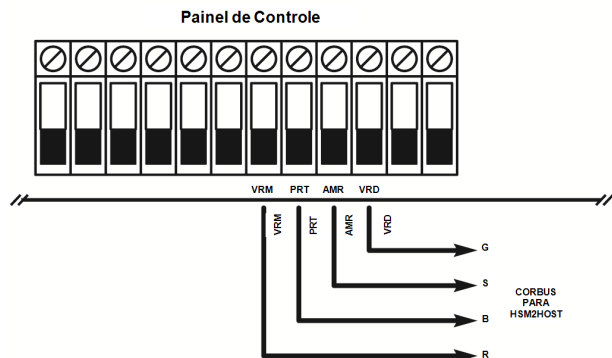 Painel de Controle
VRM PRT AMR VRD
VRM PRT AMR VRD
G
S
CORBUS
PARA
HSM2HOST
B
R